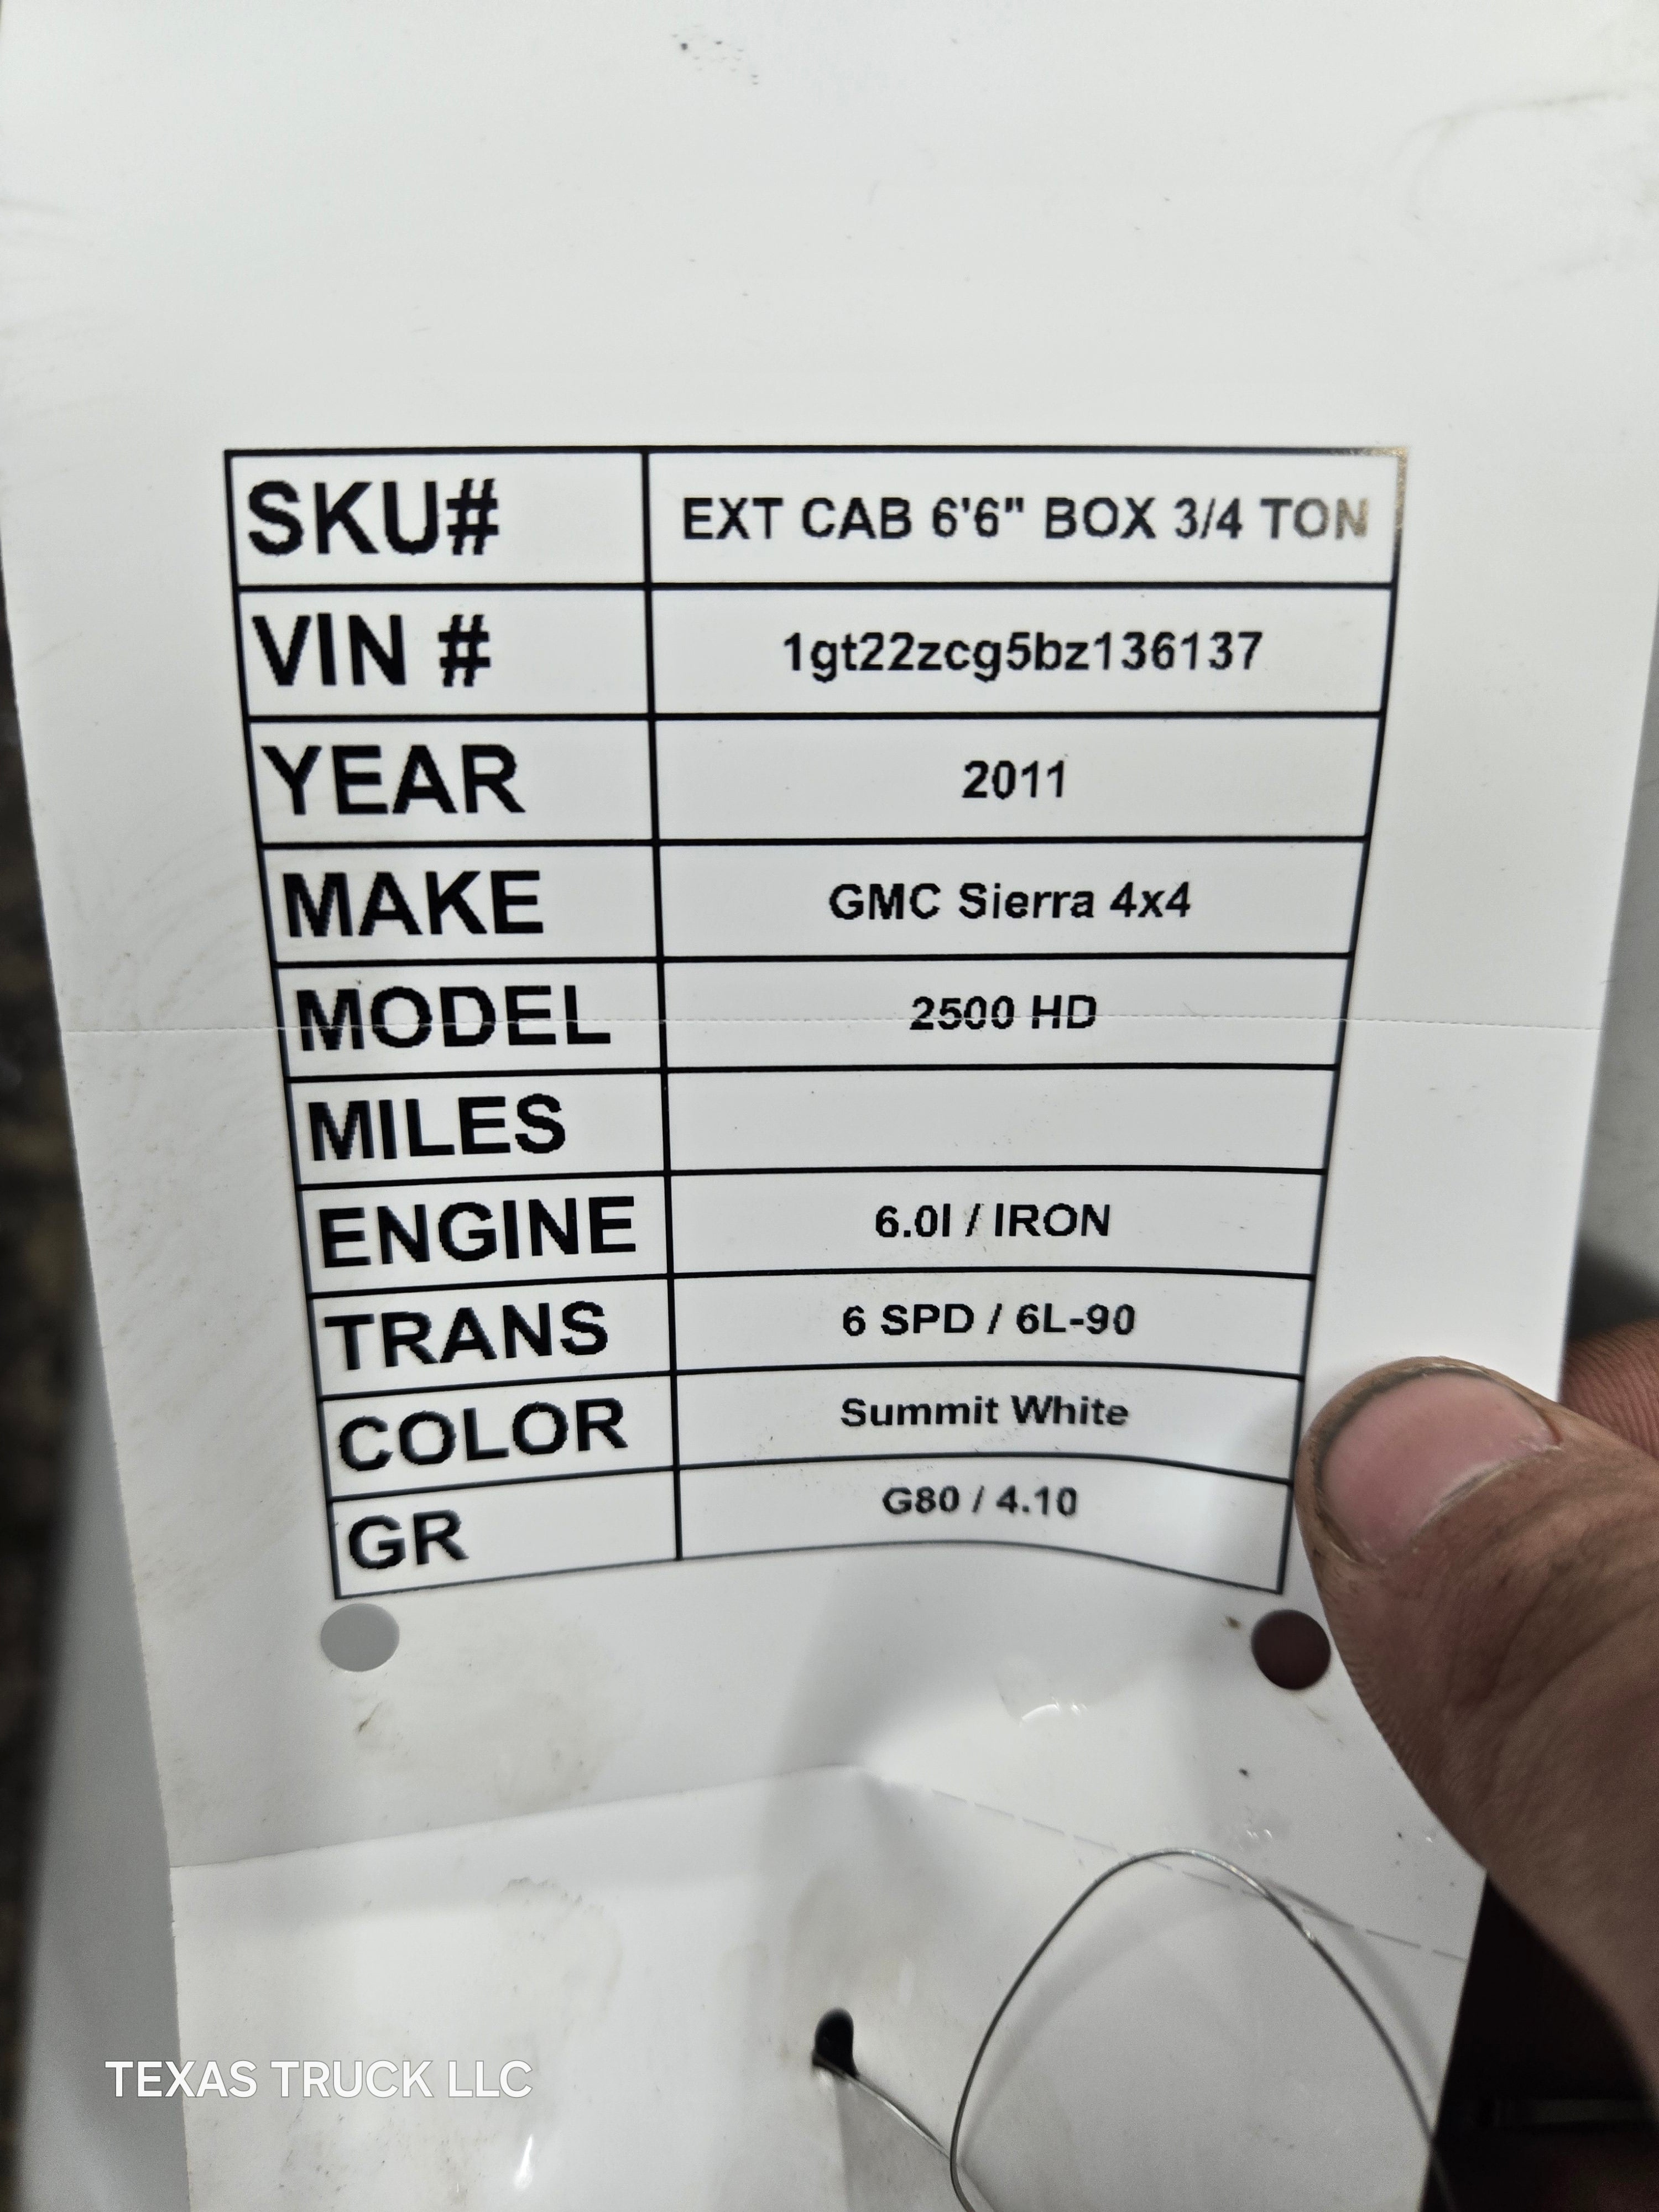 SKU# EXT CAB 6'6" BOX 3/4 TON
VIN # 1gt22zcg5bz136137
YEAR 2011
MAKE GMC Sierra 4x4
MODEL 2500 HD
MILES
ENGINE 6.0l / IRON
TRANS 6 SPD / 6L-90
COLOR Summit White
GR G80 / 4.10
TEXAS TRUCK LLC